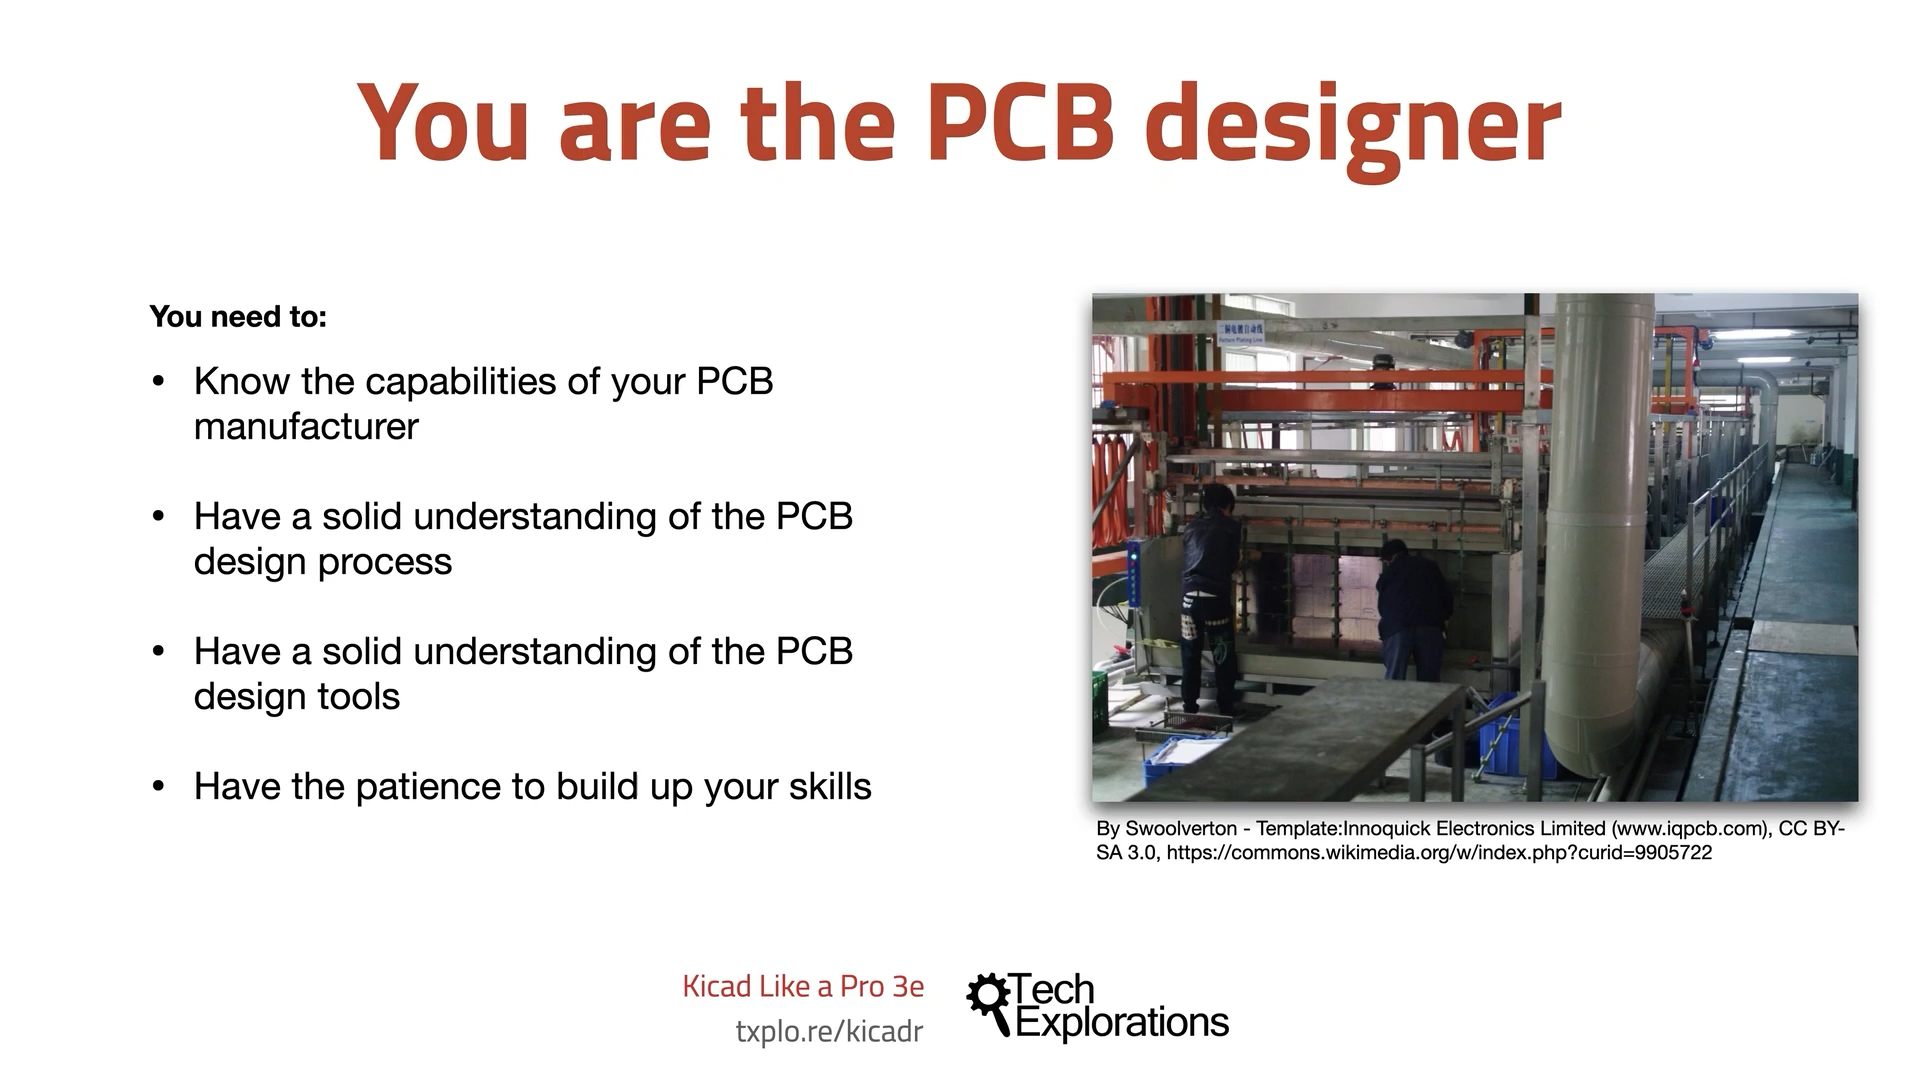 You are the PCB designer
You need to:
• Know the capabilities of your PCB
manufacturer
• Have a solid understanding of the PCB
design process
• Have a solid understanding of the PCB
design tools
• Have the patience to build up your skills
Pattern Plating Line
By Swoolverton - Template:Innoquick Electronics Limited (www.iqpcb.com), CC BY-
SA 3.0, https://commons.wikimedia.org/w/index.php?curid=9905722
Kicad Like a Pro 3e
txplo.re/kicadr
Tech
Explorations